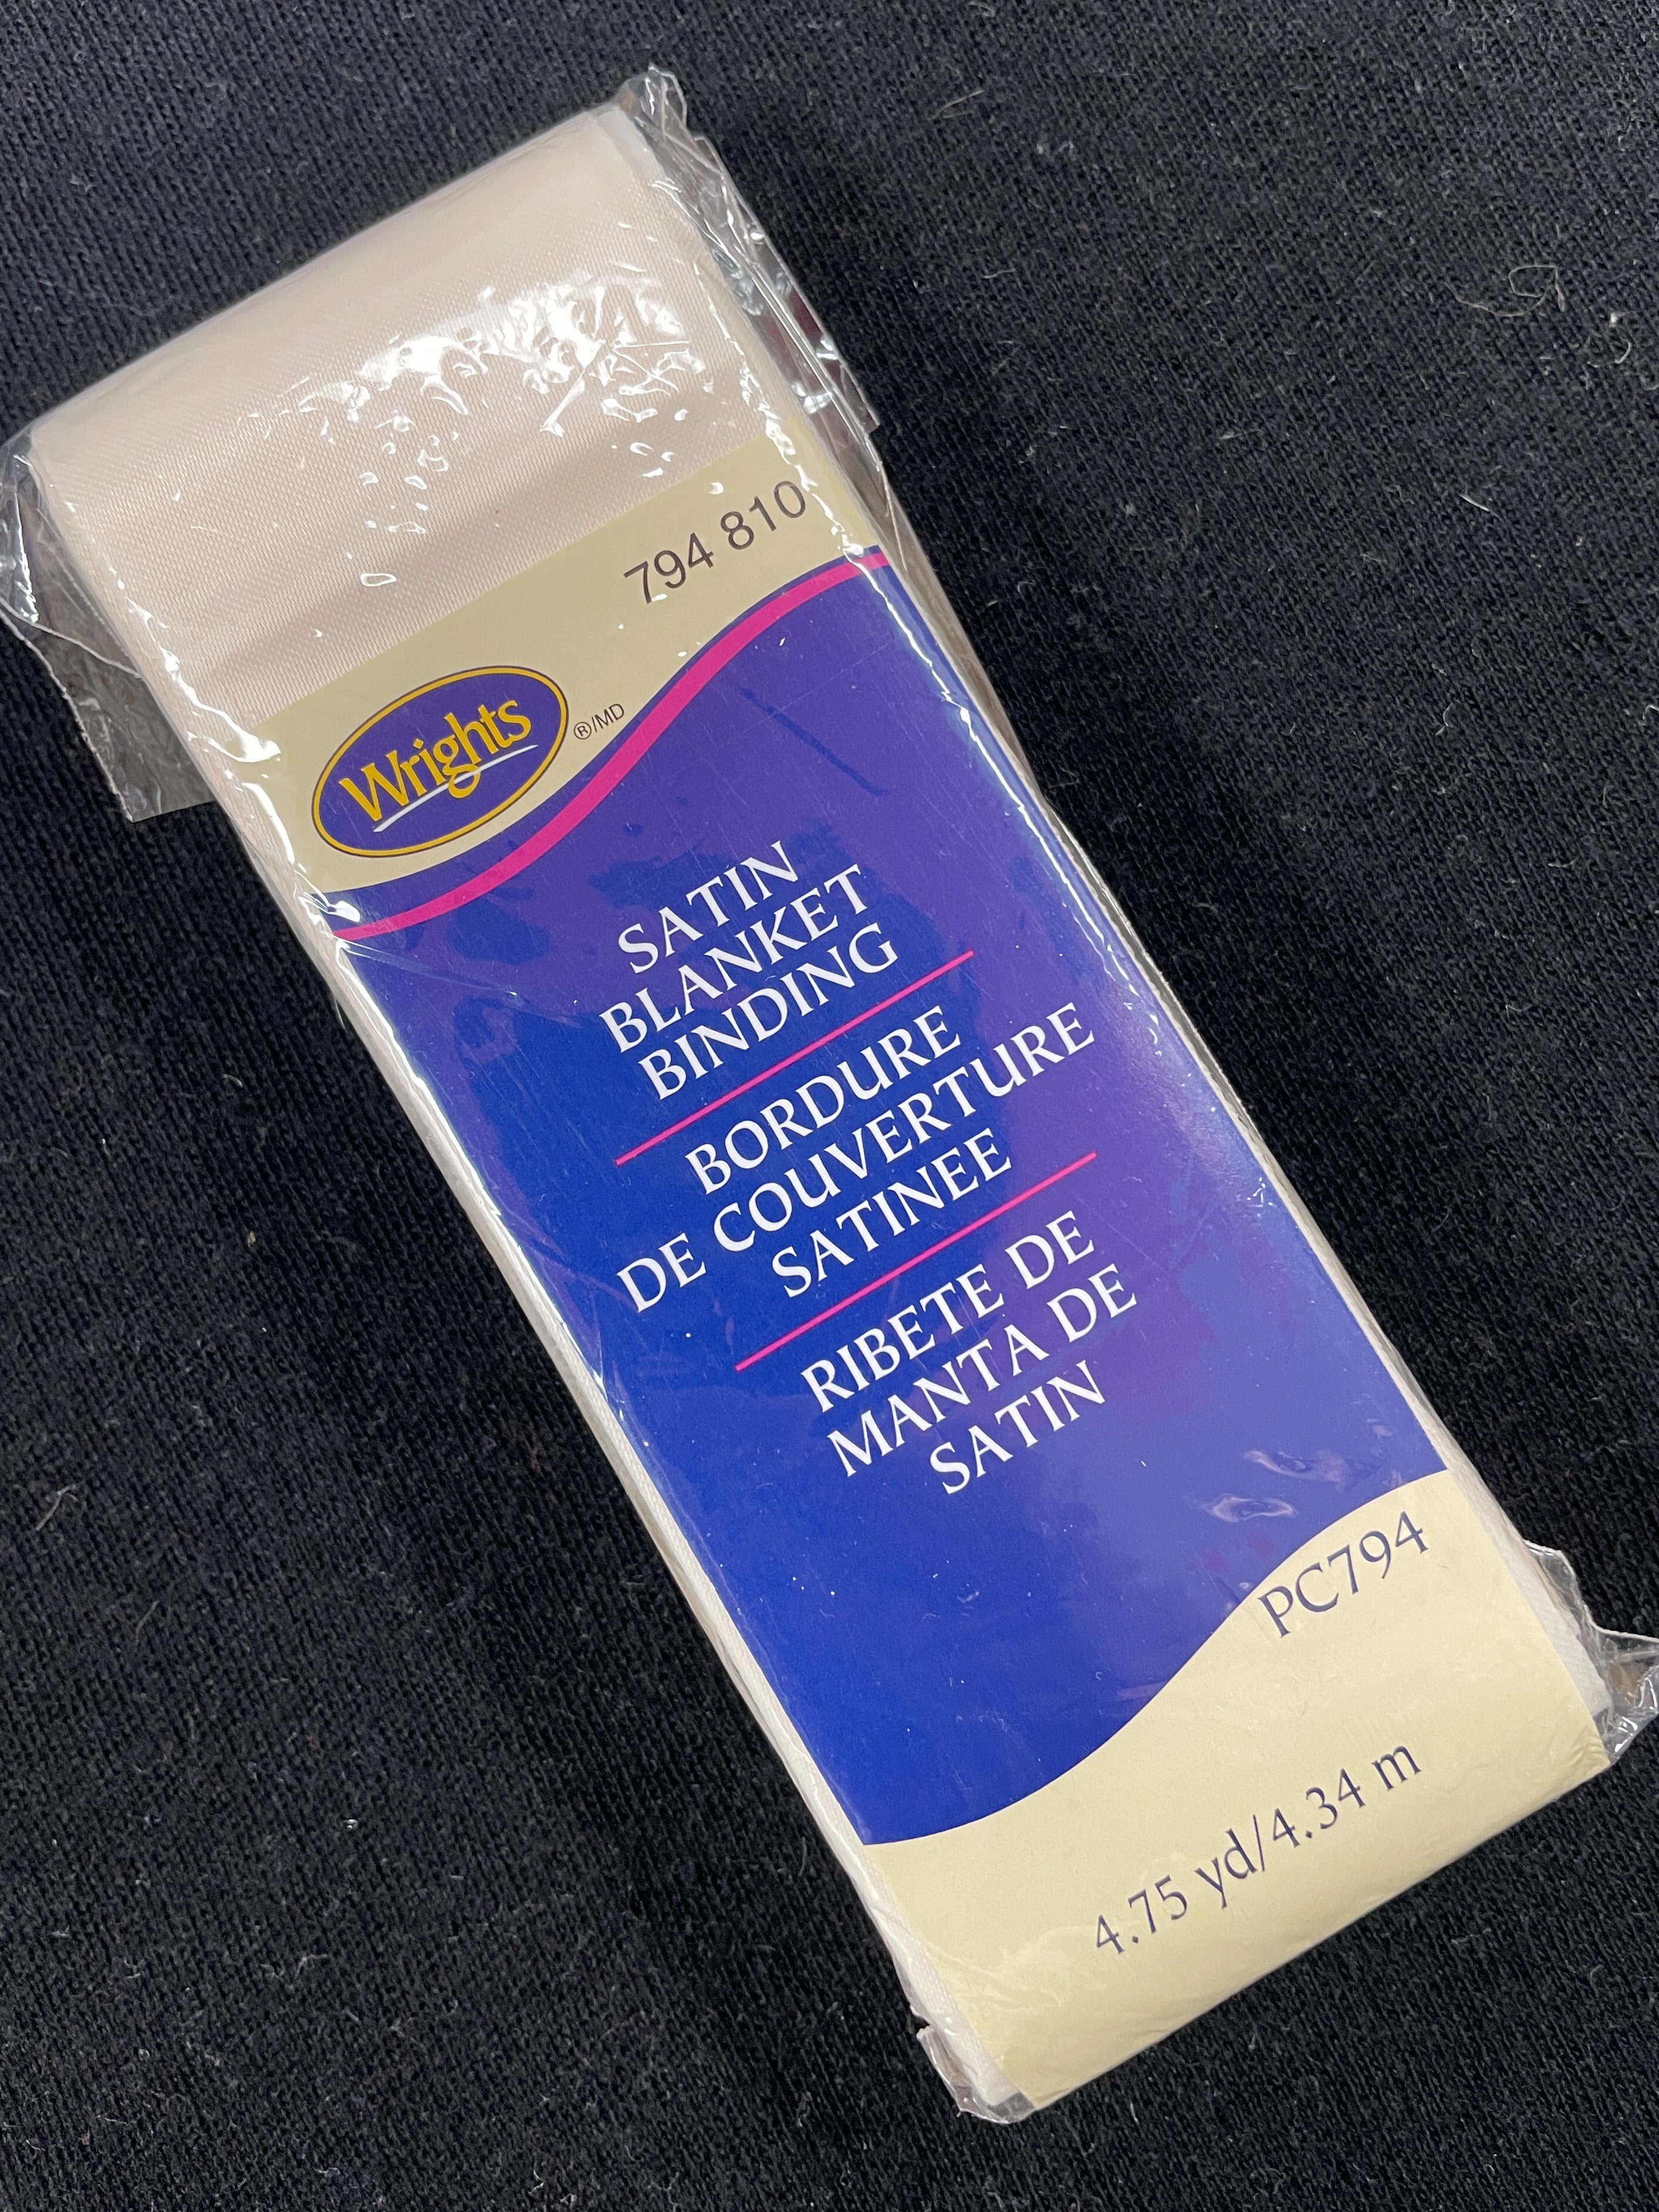 794 810
Wrights ®/MD
SATIN
BLANKET
BINDING
BORDURE
DE COUVERTURE
SATINEE
RIBETE DE
MANTA DE
SATIN
PC794
4.75 yd/4.34 m